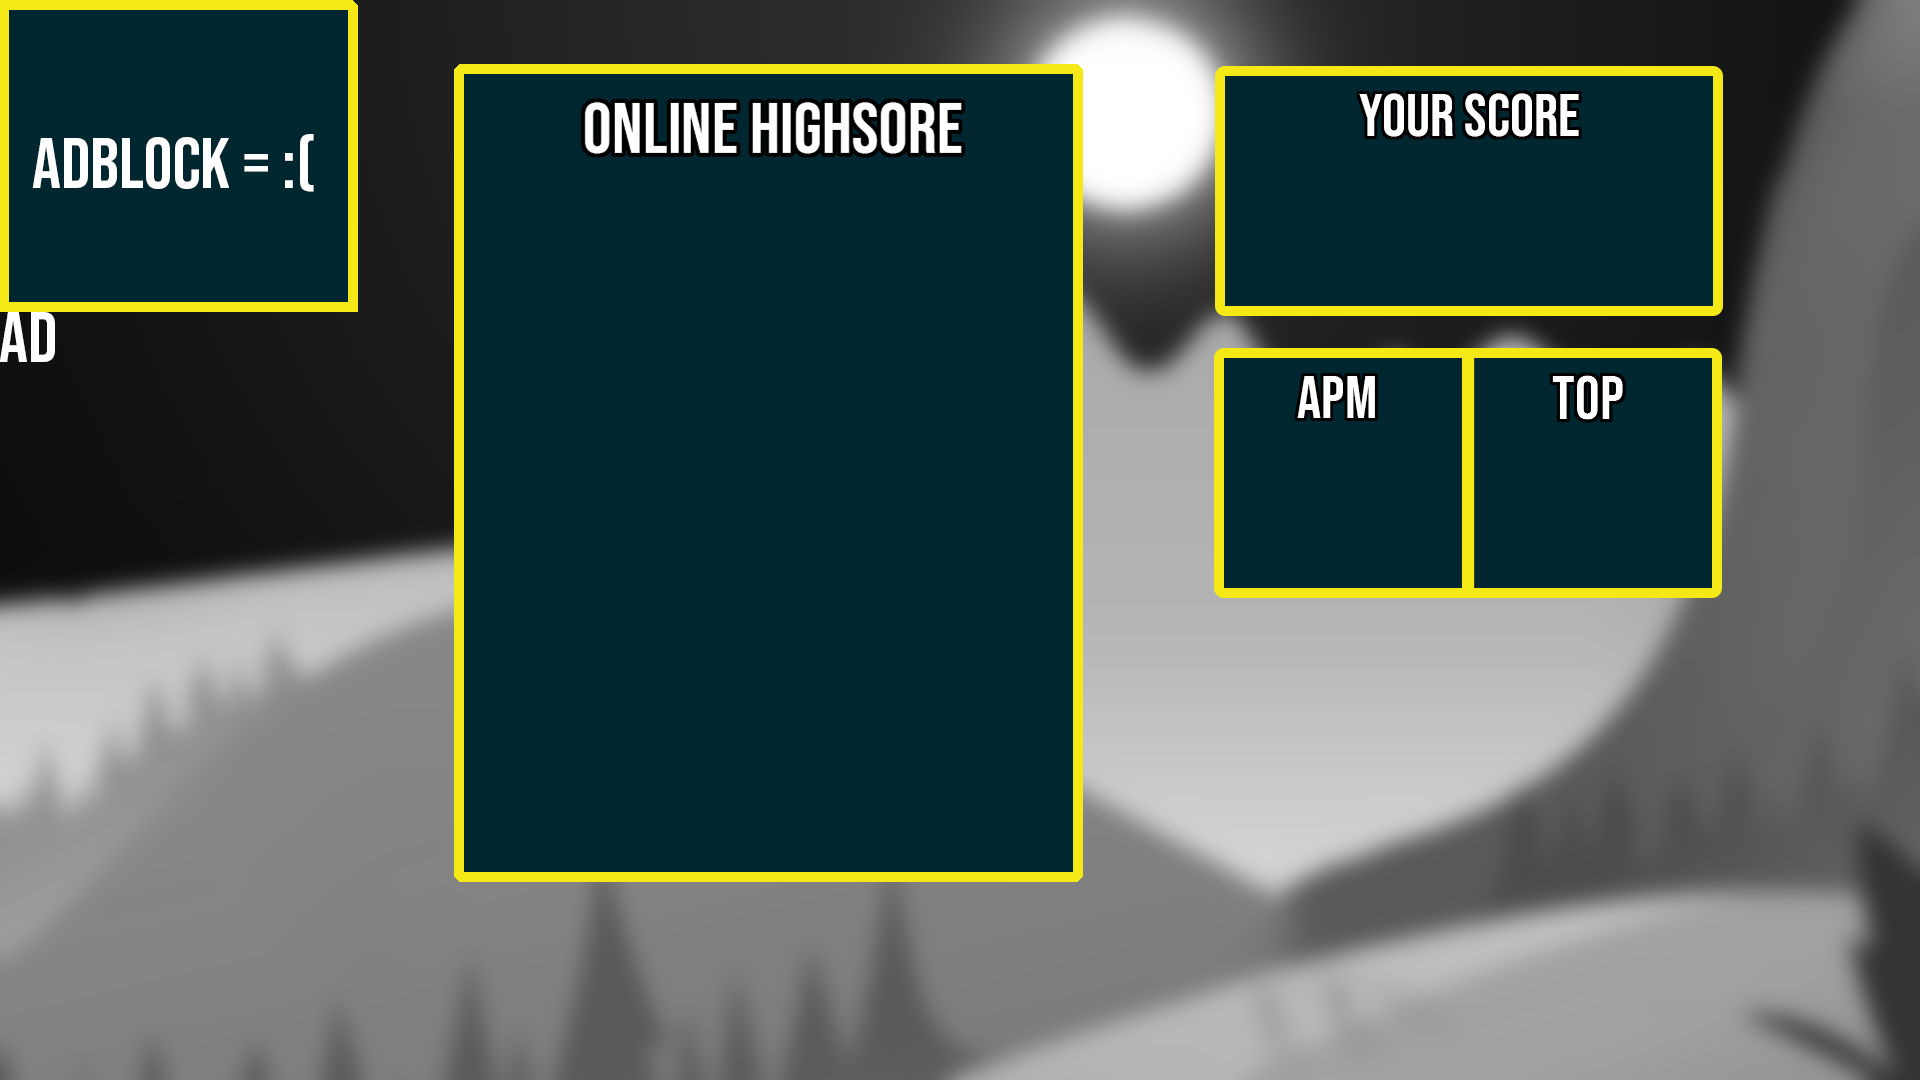 ADBLOCK = :(
AD
ONLINE HIGHSORE
YOUR SCORE
APM
TOP